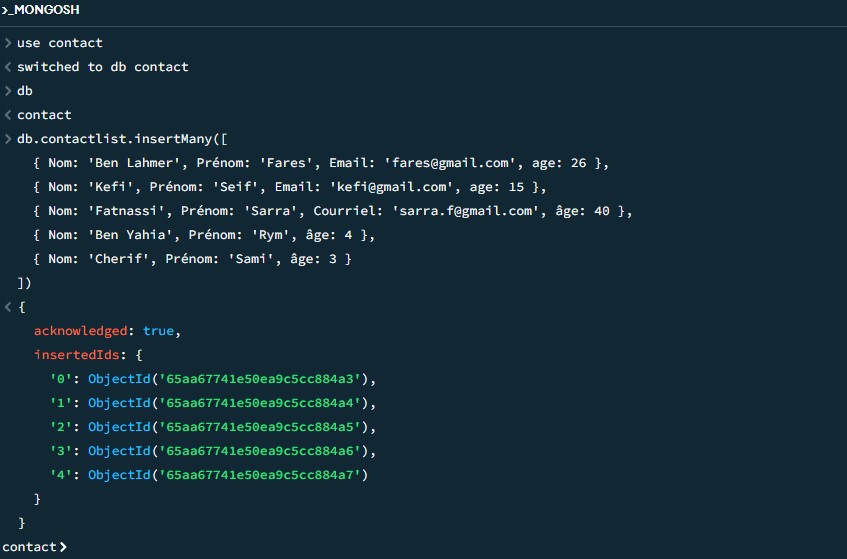 >_MONGOSH
> use contact
< switched to db contact
> db
< contact
> db.contactlist.insertMany([
{ Nom: 'Ben Lahmer', Prénom: 'Fares', Email: 'fares@gmail.com', age: 26 },
{ Nom: 'Kefi', Prénom: 'Seif', Email: 'kefi@gmail.com', age: 15 },
{ Nom: 'Fatnassi', Prénom: 'Sarra', Courriel: 'sarra.f@gmail.com', âge: 40 },
{ Nom: 'Ben Yahia', Prénom: 'Rym', âge: 4 },
{ Nom: 'Cherif', Prénom: 'Sami', âge: 3 }
])
< {
acknowledged: true,
insertedIds: {
'0': ObjectId('65aa67741e50ea9c5cc884a3'),
'1': ObjectId('65aa67741e50ea9c5cc884a4'),
'2': ObjectId('65aa67741e50ea9c5cc884a5'),
'3': ObjectId('65aa67741e50ea9c5cc884a6'),
'4': ObjectId('65aa67741e50ea9c5cc884a7')
}
}
contact>